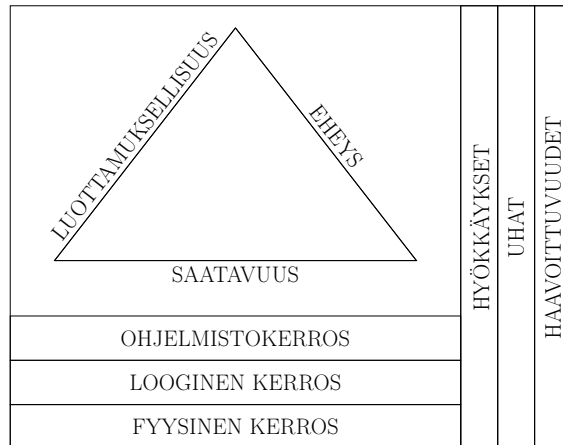 LUOTTAMUKSELLISUUS
EHEYS
SAATAVUUS
OHJELMISTOKERROS
LOOGINEN KERROS
FYYSINEN KERROS
HYÖKKÄYKSET
UHAT
HAAVOITTUVUUDET